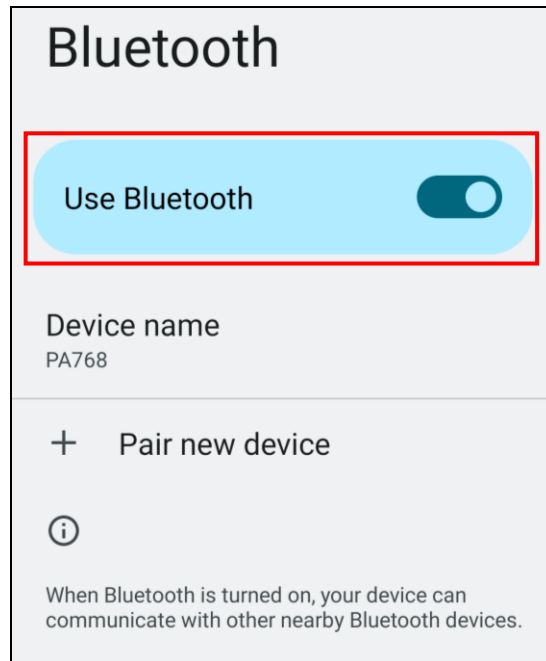 Bluetooth
Use Bluetooth
Device name
PA768
Pair new device
When Bluetooth is turned on, your device can
communicate with other nearby Bluetooth devices.